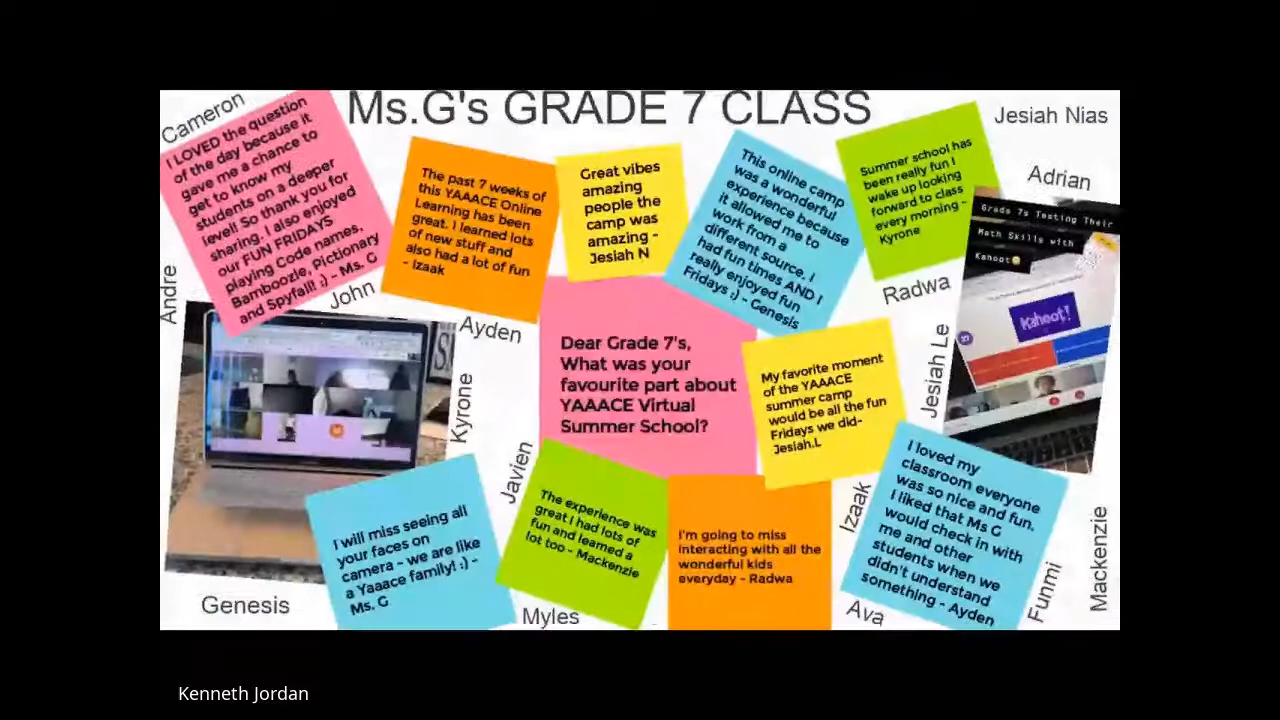 Ms.G's GRADE 7 CLASS
Cameron
Jesiah Nias
I LOVED the question
of the day because it
gave me a chance to
get to know my
students on a deeper
level! So thank you for
sharing. I also enjoyed
our FUN FRIDAYS
playing Code names,
Bamboozle, Pictionary
and Spyfall! :) - Ms. G
The past 7 weeks of
this YAAACE Online
Learning has been
great. I learned lots
of new stuff and
also had a lot of fun
- Izaak
Great vibes
amazing
people the
camp was
amazing -
Jesiah N
This online camp
was a wonderful
experience because
it allowed me to
work from a
different source. I
had fun times AND I
really enjoyed fun
Fridays :) - Genesis
Summer school has
been really fun I
wake up looking
forward to class
every morning -
Kyrone
Adrian
Grade 7s Testing Their
Math Skills with
Kahoot
Kahoot!
Andre
John
Ayden
Radwa
Kyrone
Jesiah Le
Dear Grade 7's,
What was your
favourite part about
YAAACE Virtual
Summer School?
My favorite moment
of the YAAACE
summer camp
would be all the fun
Fridays we did-
Jesiah.L
Javien
Izaak
I will miss seeing all
your faces on
camera - we are like
a Yaaace family! :) -
Ms. G
The experience was
great I had lots of
fun and learned a
lot too - Mackenzie
I'm going to miss
interacting with all the
wonderful kids
everyday - Radwa
I loved my
classroom everyone
was so nice and fun.
I liked that Ms G
would check in with
me and other
students when we
didn't understand
something - Ayden
Funmi
Mackenzie
Genesis
Myles
Ava
Kenneth Jordan